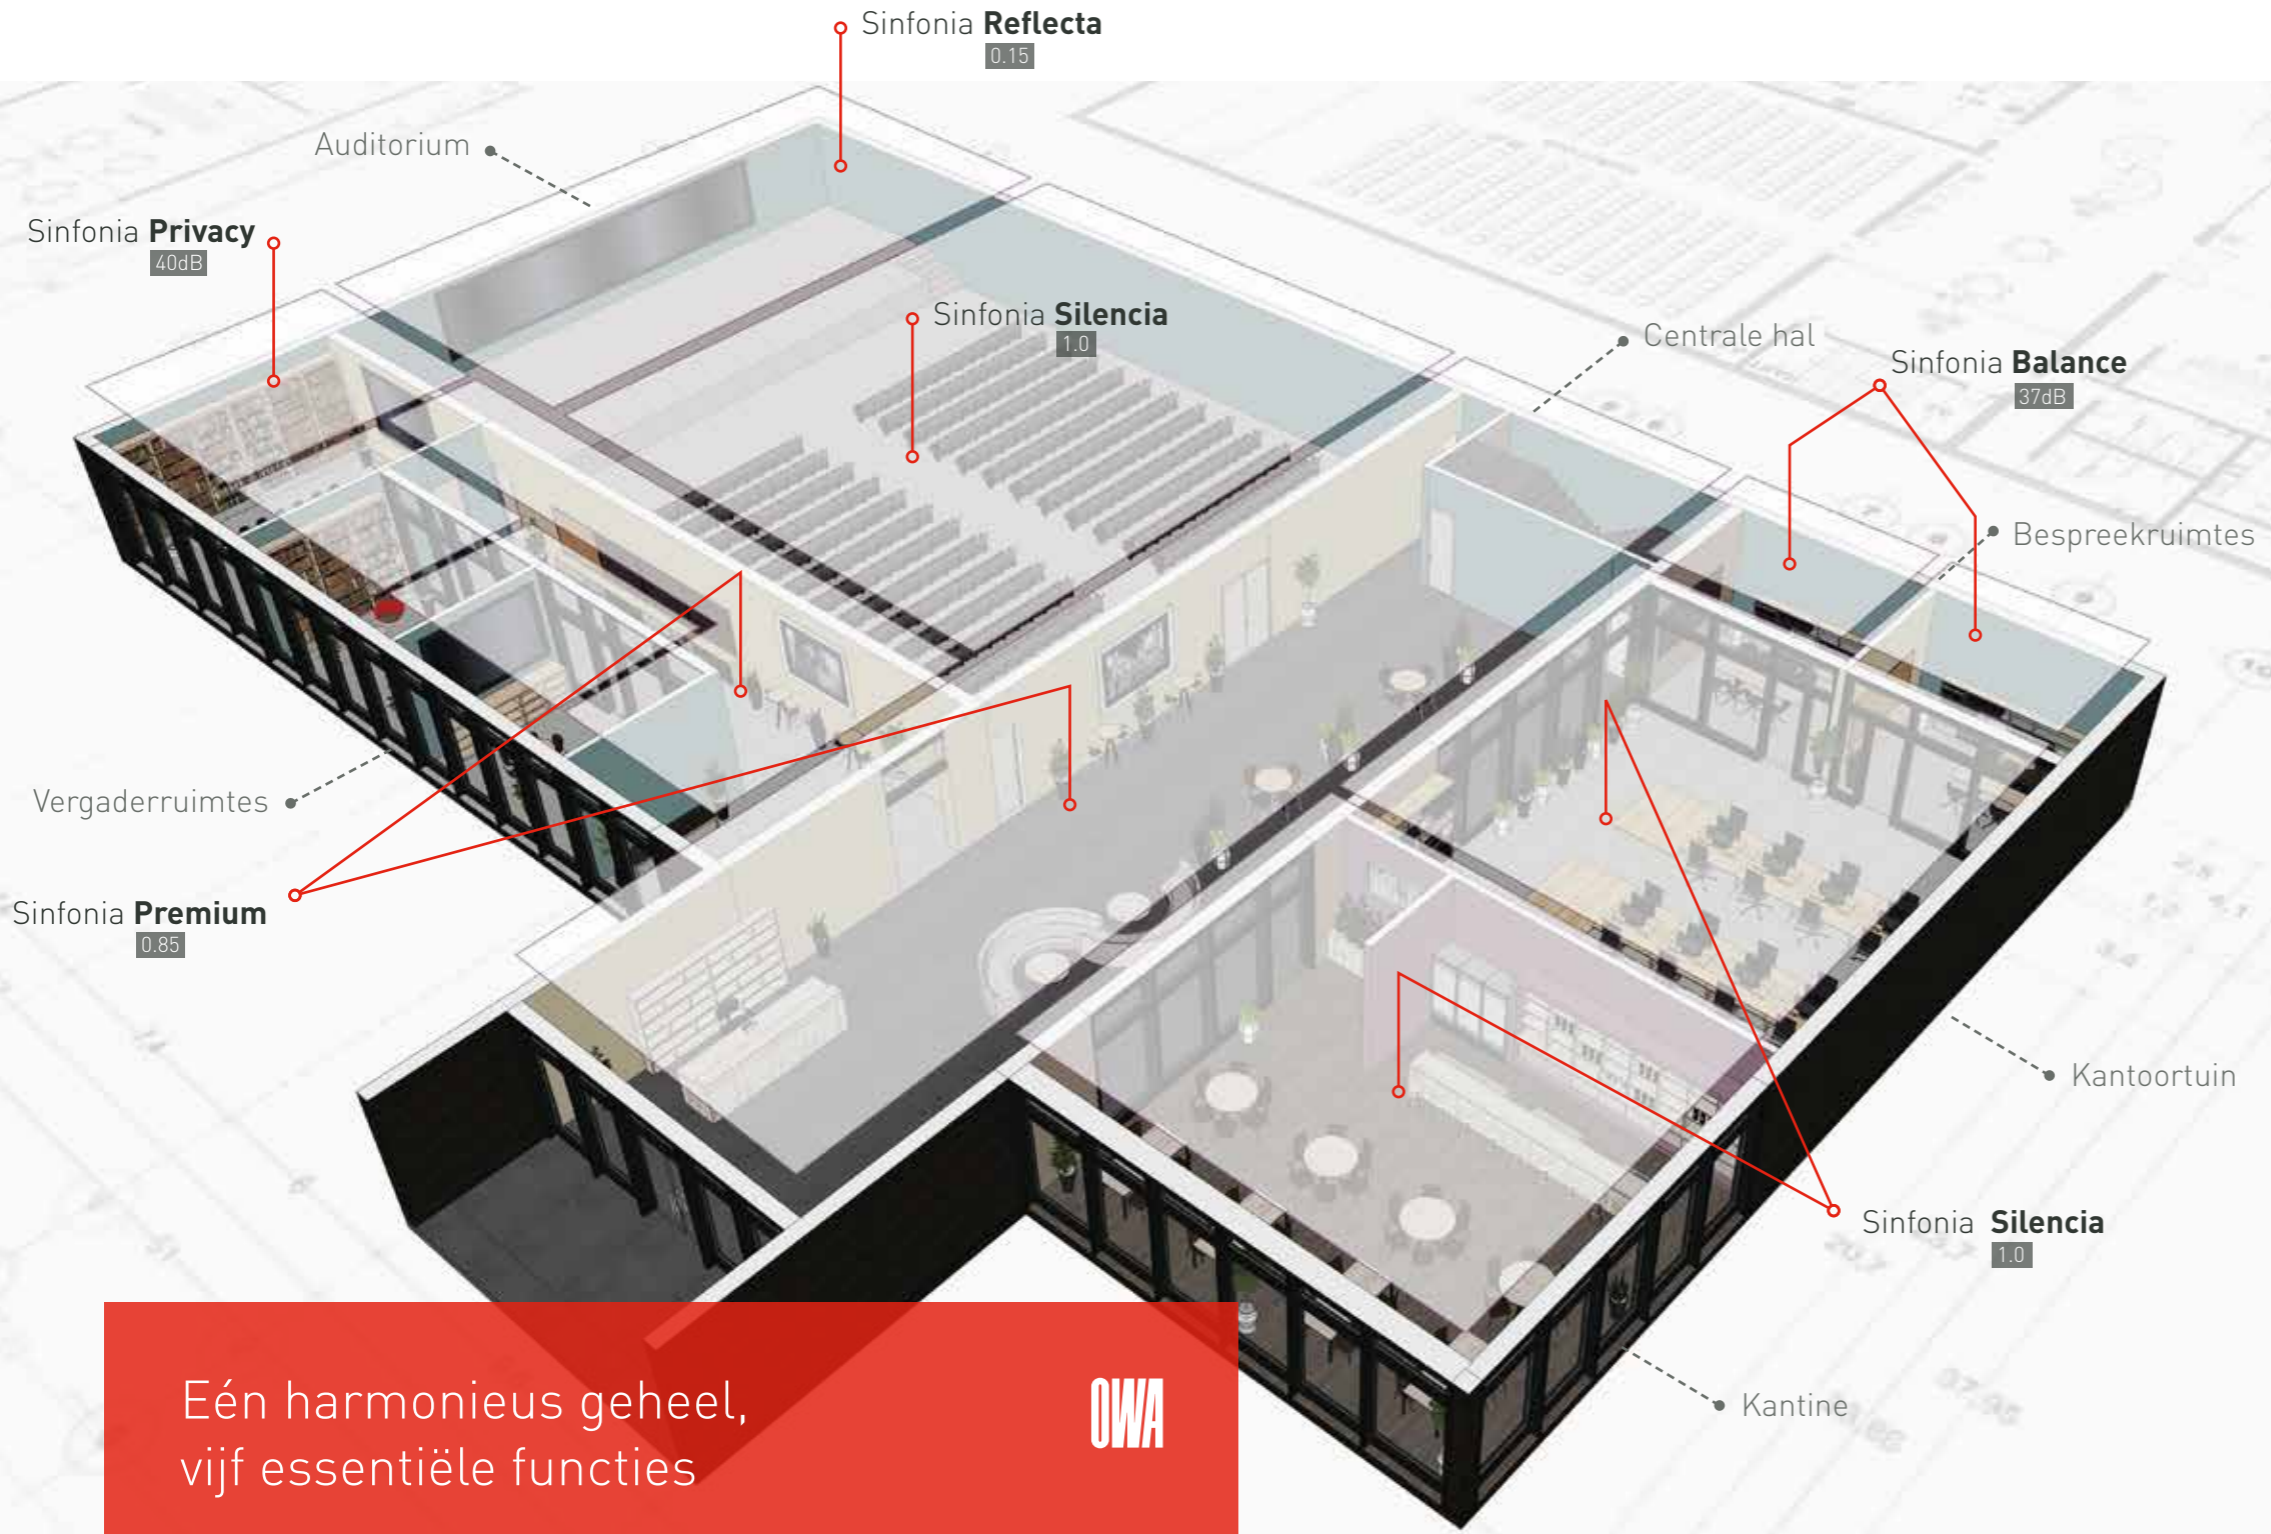 Sinfonia Reflecta
0.15
Auditorium
Sinfonia Privacy
40dB
Sinfonia Silencia
1.0
Centrale hal
Sinfonia Balance
37dB
Bespreekruimtes
Vergaderruimtes
Sinfonia Premium
0.85
Kantoortuin
Sinfonia Silencia
1.0
Kantine
Eén harmonieus geheel,
vijf essentiële functies
OWA